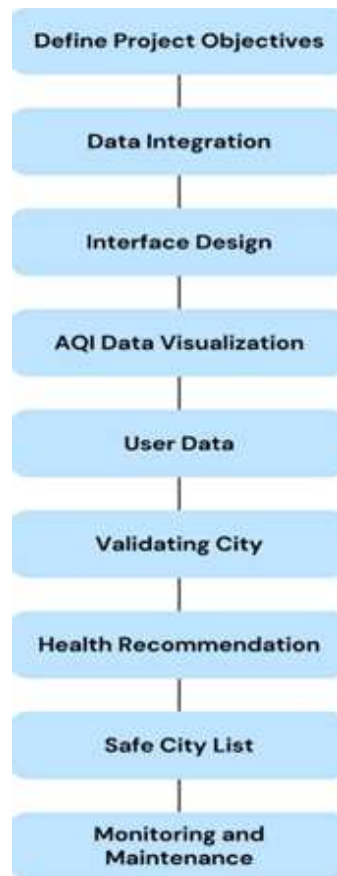 Define Project Objectives
Data Integration
Interface Design
AQI Data Visualization
User Data
Validating City
Health Recommendation
Safe City List
Monitoring and
Maintenance